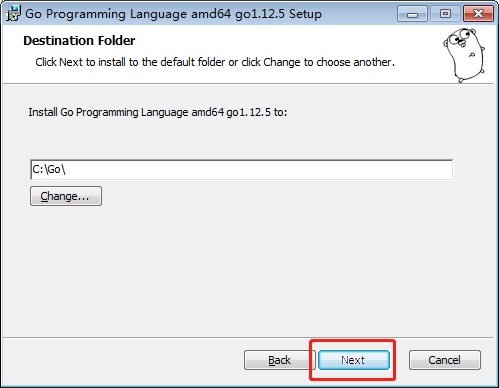 Go Programming Language amd64 go1.12.5 Setup
Destination Folder
Click Next to install to the default folder or click Change to choose another.
Install Go Programming Language amd64 go1.12.5 to:
C:\Go\
Change...
Back Next Cancel